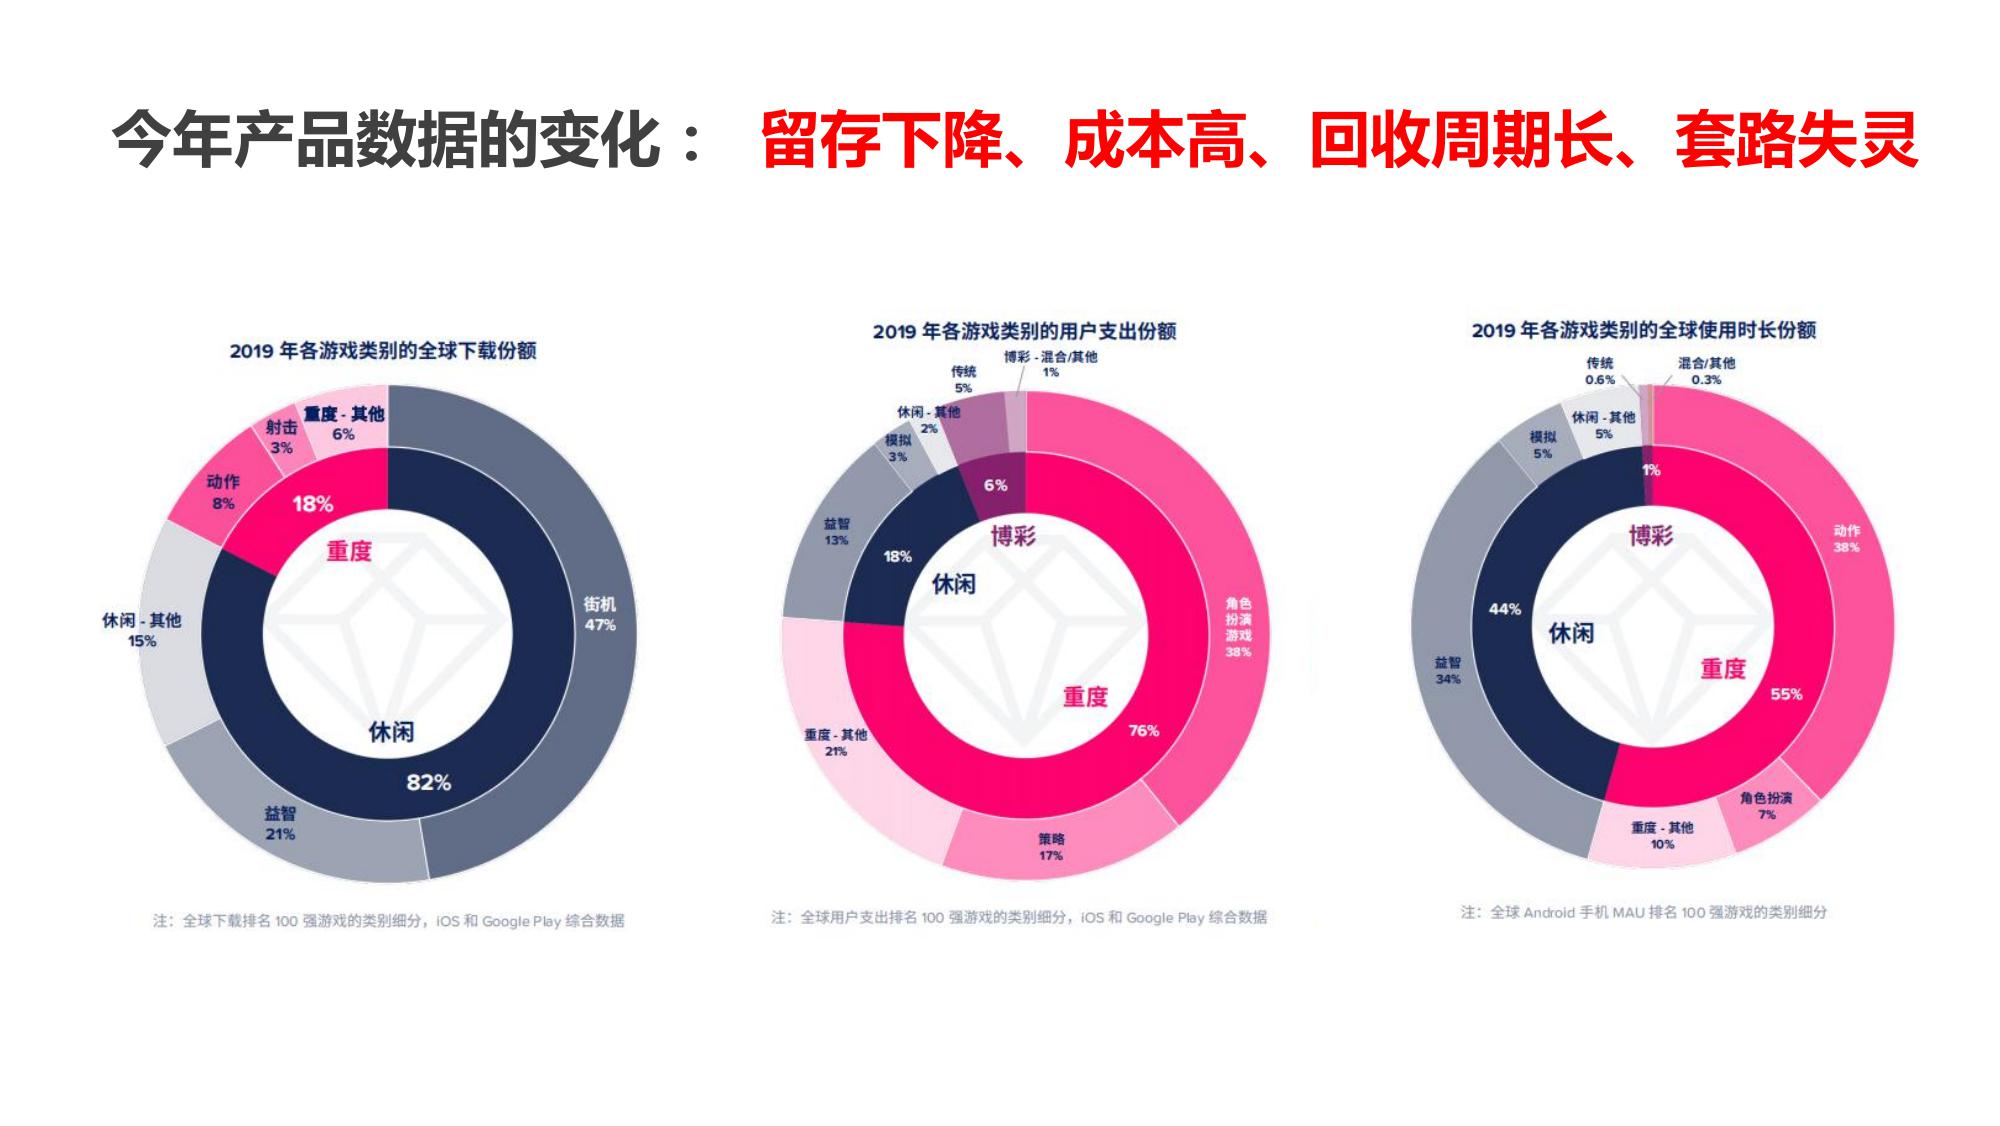 今年产品数据的变化： 留存下降、成本高、回收周期长、套路失灵
2019 年各游戏类别的全球下载份额
重度 - 其他
6%
射击
3%
动作
8%
18%
重度
街机
47%
休闲 - 其他
15%
休闲
82%
益智
21%
注：全球下载排名 100 强游戏的类别细分，iOS 和 Google Play 综合数据
2019 年各游戏类别的用户支出份额
博彩 - 混合/其他
1%
传统
5%
休闲 - 其他
2%
模拟
3%
6%
博彩
益智
13%
18%
休闲
角色
扮演
游戏
38%
重度
76%
重度 - 其他
21%
策略
17%
注：全球用户支出排名 100 强游戏的类别细分，iOS 和 Google Play 综合数据
2019 年各游戏类别的全球使用时长份额
传统
0.6%
混合/其他
0.3%
休闲 - 其他
5%
模拟
5%
1%
博彩
动作
38%
44%
休闲
益智
34%
重度
55%
角色扮演
7%
重度 - 其他
10%
注：全球 Android 手机 MAU 排名 100 强游戏的类别细分